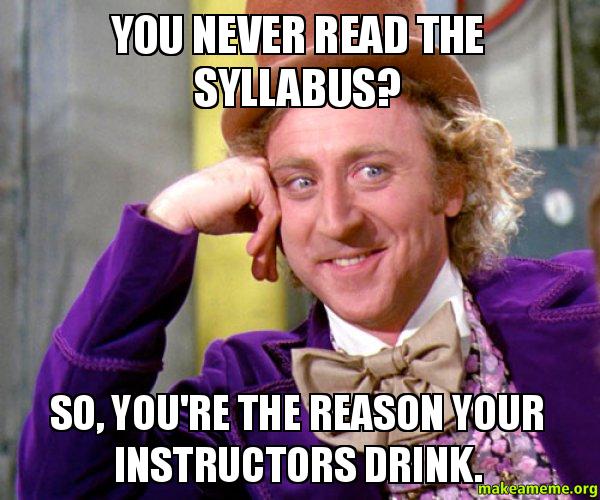 YOU NEVER READ THE
SYLLABUS?
SO, YOU'RE THE REASON YOUR
INSTRUCTORS DRINK.
makeameme.org